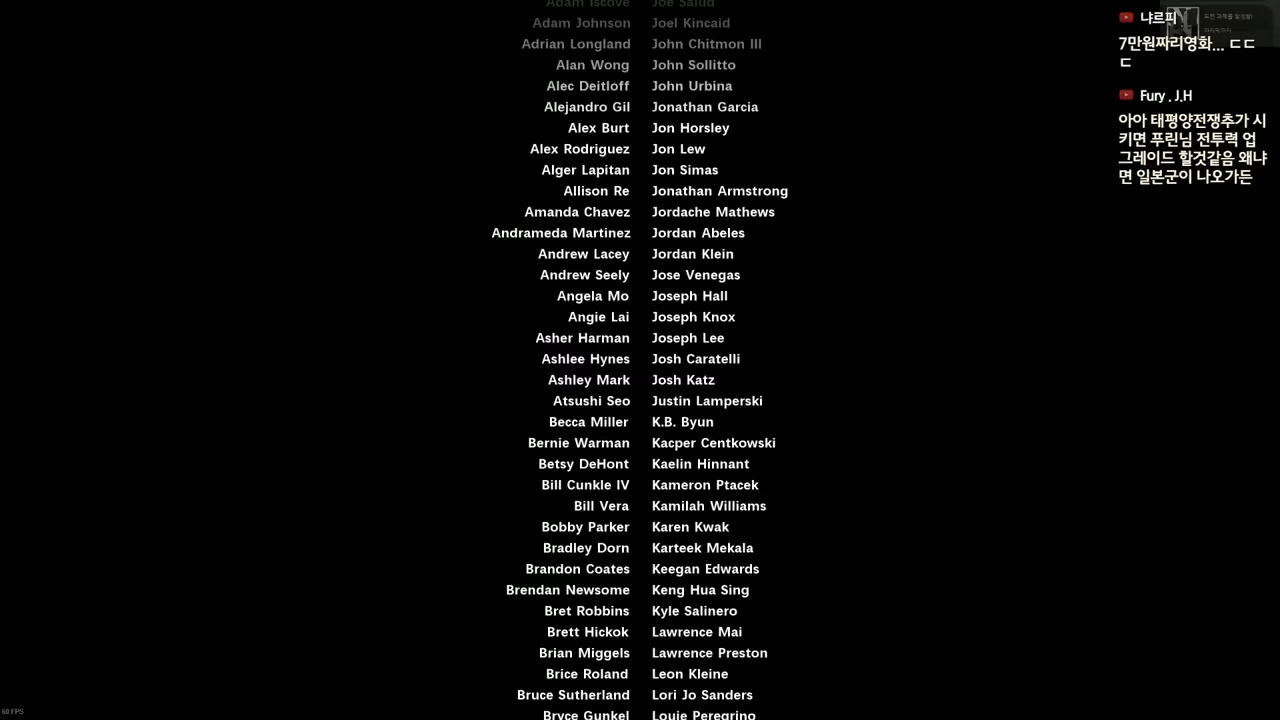 Adam Iscove Joe Salud
Adam Johnson Joel Kincaid
Adrian Longland John Chitmon III
Alan Wong John Sollitto
Alec Deitloff John Urbina
Alejandro Gil Jonathan Garcia
Alex Burt Jon Horsley
Alex Rodriguez Jon Lew
Alger Lapitan Jon Simas
Allison Re Jonathan Armstrong
Amanda Chavez Jordache Mathews
Andrameda Martinez Jordan Abeles
Andrew Lacey Jordan Klein
Andrew Seely Jose Venegas
Angela Mo Joseph Hall
Angie Lai Joseph Knox
Asher Harman Joseph Lee
Ashlee Hynes Josh Caratelli
Ashley Mark Josh Katz
Atsushi Seo Justin Lamperski
Becca Miller K.B. Byun
Bernie Warman Kacper Centkowski
Betsy DeHont Kaelin Hinnant
Bill Cunkle IV Kameron Ptacek
Bill Vera Kamilah Williams
Bobby Parker Karen Kwak
Bradley Dorn Karteek Mekala
Brandon Coates Keegan Edwards
Brendan Newsome Keng Hua Sing
Bret Robbins Kyle Salinero
Brett Hickok Lawrence Mai
Brian Miggels Lawrence Preston
Brice Roland Leon Kleine
Bruce Sutherland Lori Jo Sanders
Bryce Gunkel Louie Peregrino
60 FPS
냐르피
7만원짜리영화... ㄷㄷ
ㄷ
Fury . J.H
아아 태평양전쟁추가 시
키면 푸린님 전투력 업
그레이드 할것같음 왜냐
면 일본군이 나오가든